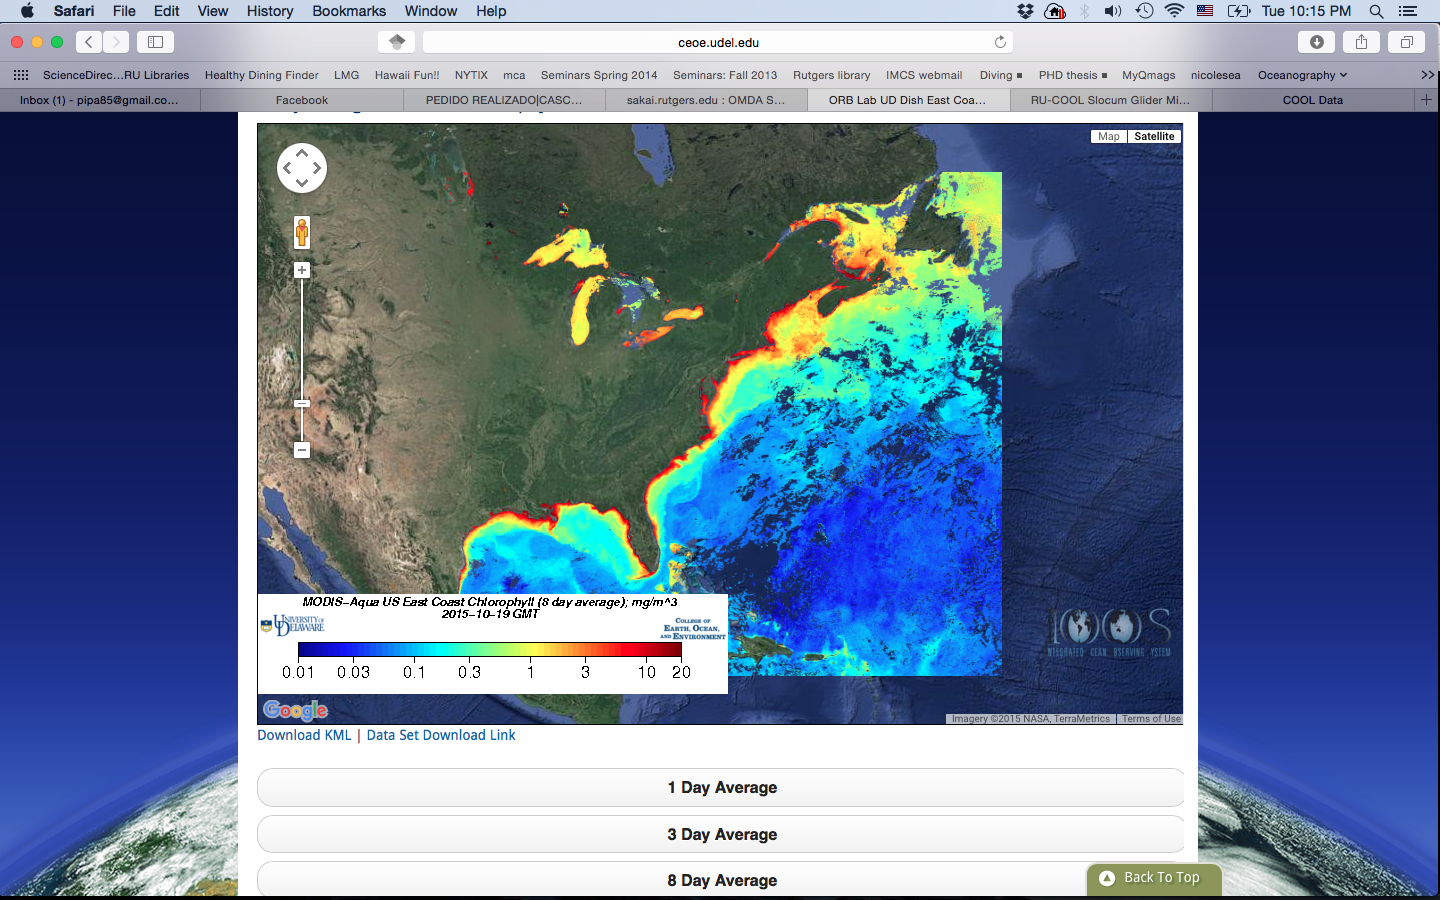 Safari File Edit View History Bookmarks Window Help Tue 10:15 PM
ceoe.udel.edu
ScienceDirec...RU Libraries Healthy Dining Finder LMG Hawaii Fun!! NYTIX mca Seminars Spring 2014 Seminars: Fall 2013 Rutgers library IMCS webmail Diving PHD thesis MyQmags nicolesea Oceanography >>
Inbox (1) - pipa85@gmail.co... Facebook PEDIDO REALIZADO|CASC... sakai.rutgers.edu : OMDA S... ORB Lab UD Dish East Coa... RU-COOL Slocum Glider Mi... COOL Data
Map Satellite
MODIS-Aqua US East Coast Chlorophyll (8 day average); mg/m^3
2015-10-19 GMT
UNIVERSITY OF DELAWARE
COLLEGE OF
EARTH, OCEAN,
AND ENVIRONMENT
0.01 0.03 0.1 0.3 1 3 10 20
IOOS
INTEGRATED OCEAN OBSERVING SYSTEM
Google
Imagery ©2015 NASA, TerraMetrics Terms of Use
Download KML | Data Set Download Link
1 Day Average
3 Day Average
8 Day Average
Back To Top